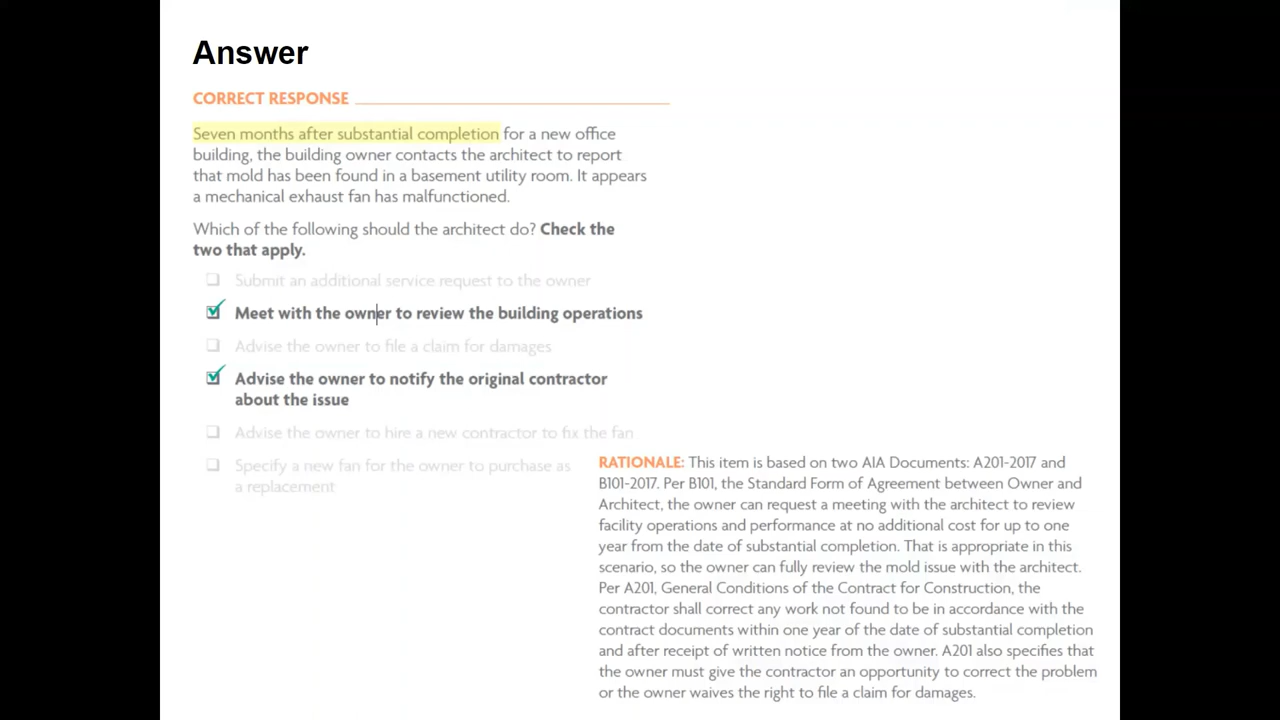 Answer
CORRECT RESPONSE
Seven months after substantial completion for a new office
building, the building owner contacts the architect to report
that mold has been found in a basement utility room. It appears
a mechanical exhaust fan has malfunctioned.
Which of the following should the architect do? Check the
two that apply.
Submit an additional service request to the owner
Meet with the owner to review the building operations
Advise the owner to file a claim for damages
Advise the owner to notify the original contractor
about the issue
Advise the owner to hire a new contractor to fix the fan
Specify a new fan for the owner to purchase as
a replacement
RATIONALE: This item is based on two AIA Documents: A201-2017 and
B101-2017. Per B101, the Standard Form of Agreement between Owner and
Architect, the owner can request a meeting with the architect to review
facility operations and performance at no additional cost for up to one
year from the date of substantial completion. That is appropriate in this
scenario, so the owner can fully review the mold issue with the architect.
Per A201, General Conditions of the Contract for Construction, the
contractor shall correct any work not found to be in accordance with the
contract documents within one year of the date of substantial completion
and after receipt of written notice from the owner. A201 also specifies that
the owner must give the contractor an opportunity to correct the problem
or the owner waives the right to file a claim for damages.